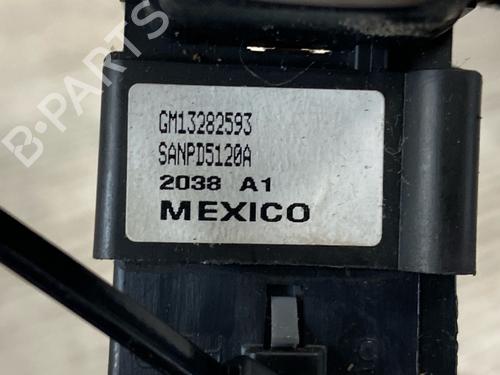 B-PARTS
GM13282593
SANPD5120A
2038 A1
MEXICO